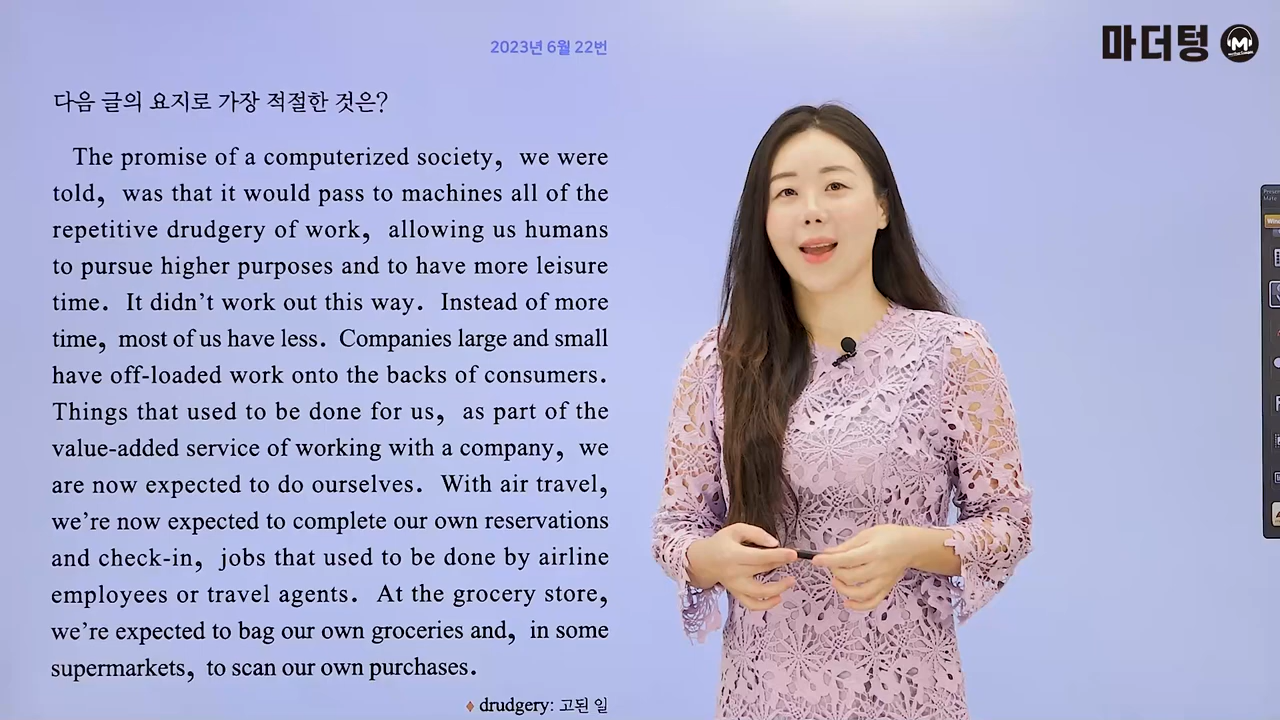 2023년 6월 22번
마더텅
M
다음 글의 요지로 가장 적절한 것은?
The promise of a computerized society, we were
told, was that it would pass to machines all of the
repetitive drudgery of work, allowing us humans
to pursue higher purposes and to have more leisure
time. It didn't work out this way. Instead of more
time, most of us have less. Companies large and small
have off-loaded work onto the backs of consumers.
Things that used to be done for us, as part of the
value-added service of working with a company, we
are now expected to do ourselves. With air travel,
we're now expected to complete our own reservations
and check-in, jobs that used to be done by airline
employees or travel agents. At the grocery store,
we're expected to bag our own groceries and, in some
supermarkets, to scan our own purchases.
♦ drudgery: 고된 일